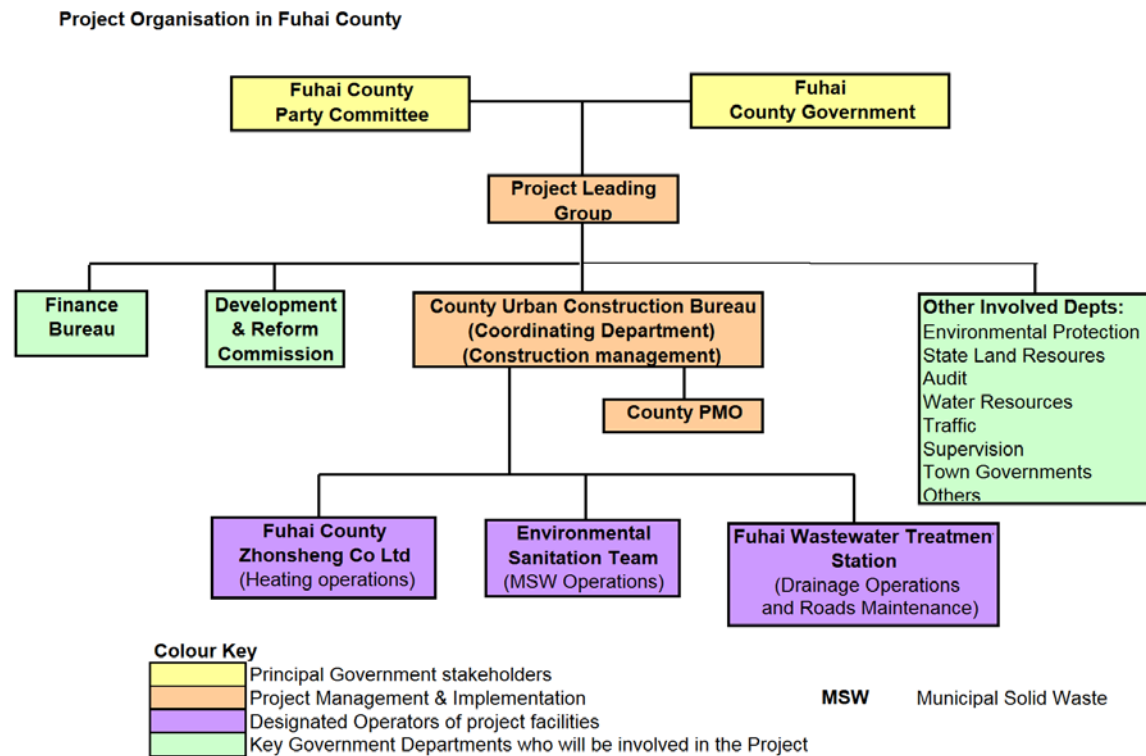 Project Organisation in Fuhai County
Fuhai County
Party Committee
Fuhai
County Government
Project Leading
Group
Finance
Bureau
Development
& Reform
Commission
County Urban Construction Bureau
(Coordinating Department)
(Construction management)
Other Involved Depts:
Environmental Protection
State Land Resoures
Audit
Water Resources
Traffic
Supervision
Town Governments
Others
County PMO
Fuhai County
Zhonsheng Co Ltd
(Heating operations)
Environmental
Sanitation Team
(MSW Operations)
Fuhai Wastewater Treatmen
Station
(Drainage Operations
and Roads Maintenance)
Colour Key
Principal Government stakeholders
Project Management & Implementation
MSW Municipal Solid Waste
Designated Operators of project facilities
Key Government Departments who will be involved in the Project